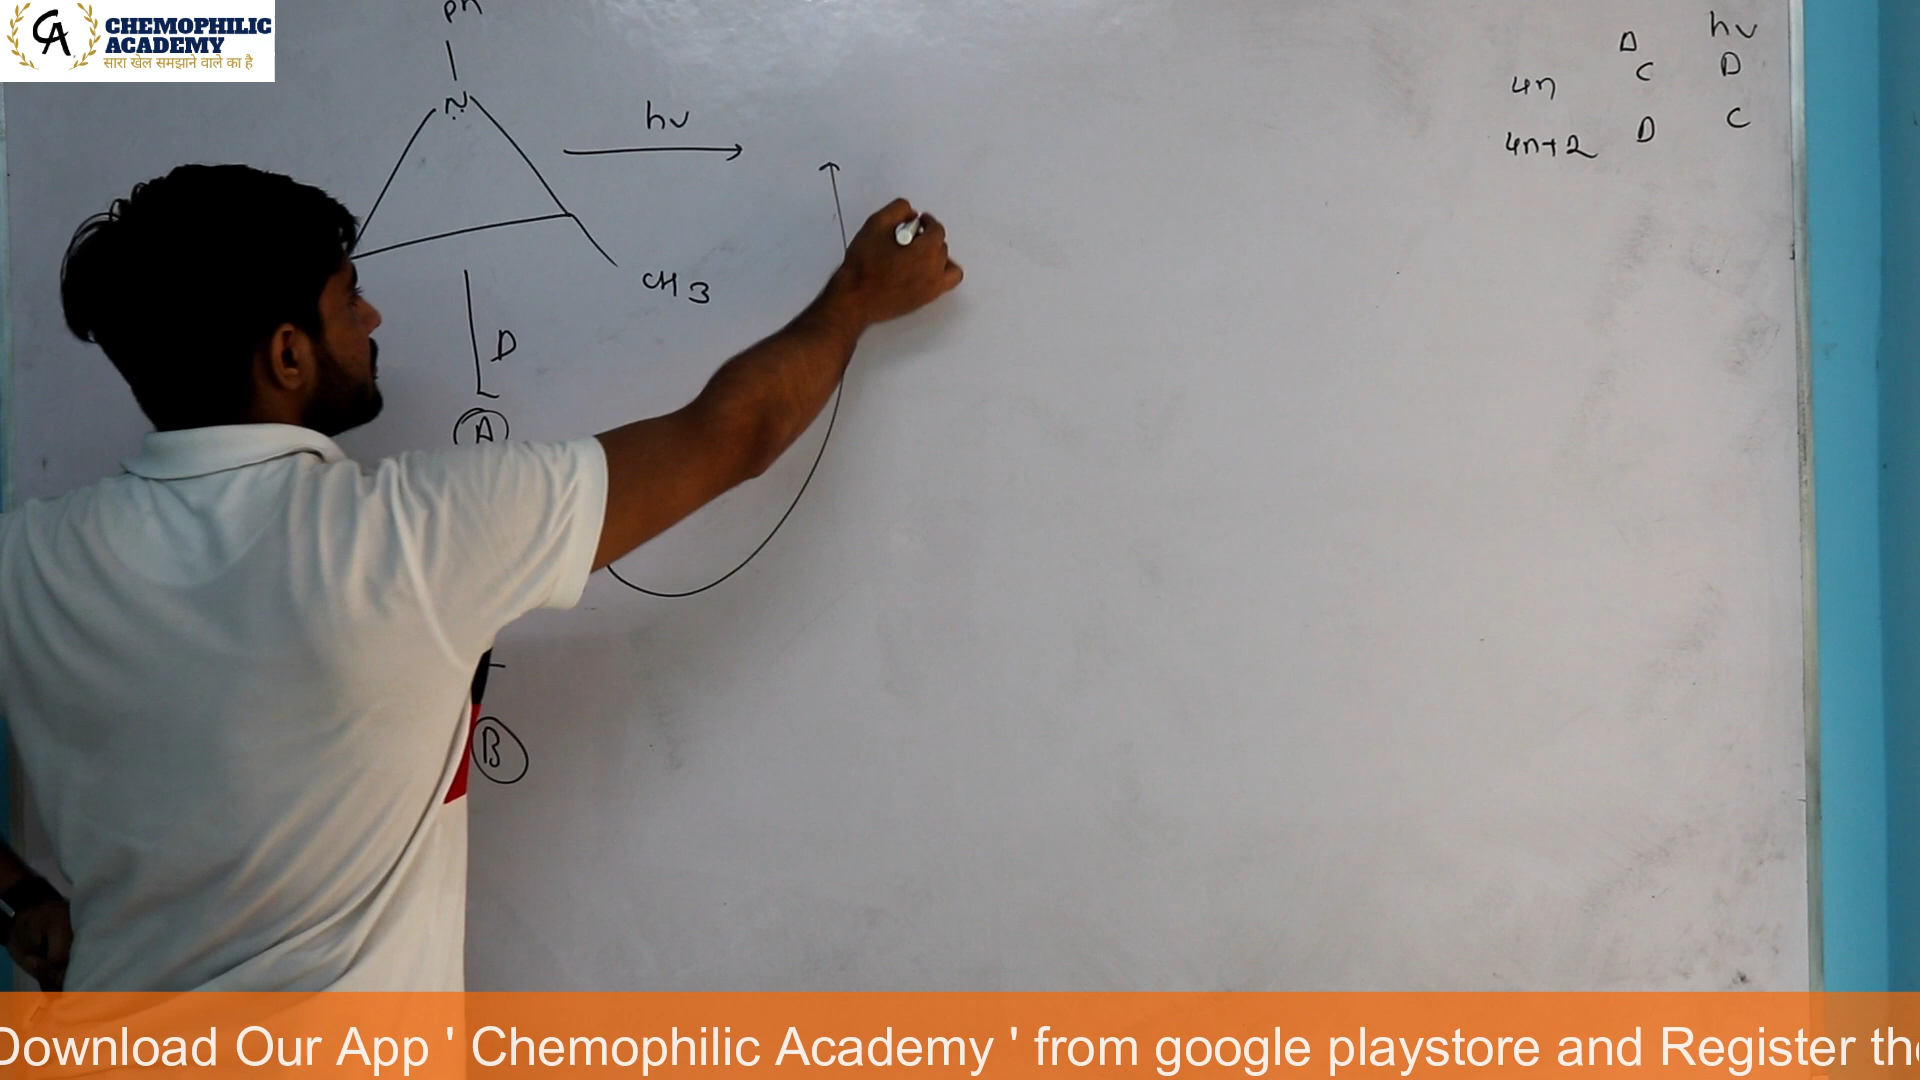 CA
CHEMOPHILIC
ACADEMY
सारा खेल समझाने वाले का है
Ph
N
hν
CH3
D
A
B
D hν
4n C D
4n+2 D C
Download Our App ' Chemophilic Academy ' from google playstore and Register the